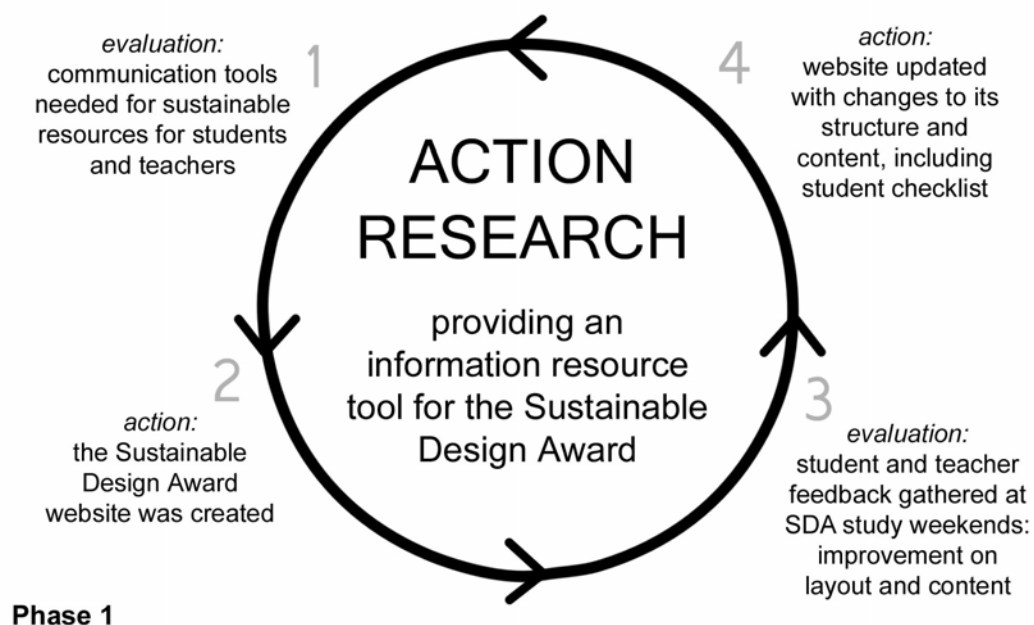 1
evaluation:
communication tools
needed for sustainable
resources for students
and teachers
2
action:
the Sustainable
Design Award
website was created
3
evaluation:
student and teacher
feedback gathered at
SDA study weekends:
improvement on
layout and content
4
action:
website updated
with changes to its
structure and
content, including
student checklist
ACTION
RESEARCH
providing an
information resource
tool for the Sustainable
Design Award
Phase 1